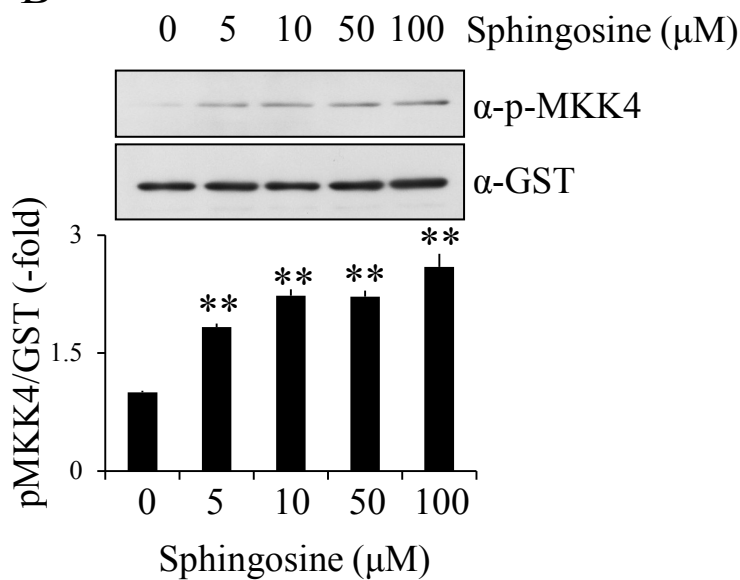 0 5 10 50 100 Sphingosine (μM)
α-p-MKK4
α-GST
pMKK4/GST (-fold)
3
1.5
0
** ** ** **
0 5 10 50 100
Sphingosine (μM)